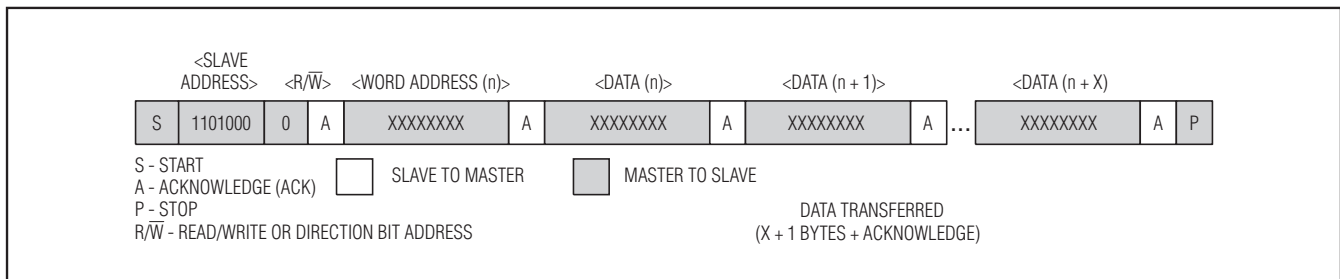 <SLAVE
ADDRESS> <R/W̅> <WORD ADDRESS (n)> <DATA (n)> <DATA (n + 1)> <DATA (n + X)
S 1101000 0 A XXXXXXXX A XXXXXXXX A XXXXXXXX A ... XXXXXXXX A P
S - START
A - ACKNOWLEDGE (ACK) SLAVE TO MASTER MASTER TO SLAVE
P - STOP
R/W̅ - READ/WRITE OR DIRECTION BIT ADDRESS
DATA TRANSFERRED
(X + 1 BYTES + ACKNOWLEDGE)